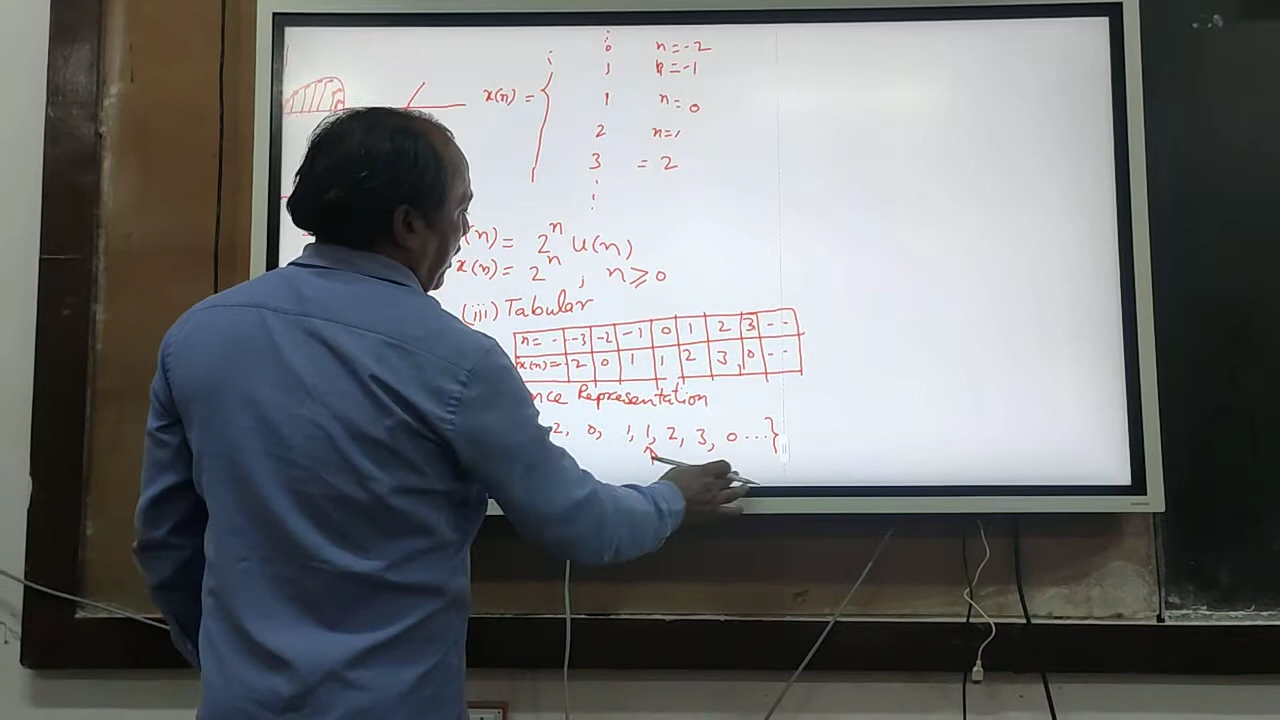 0 n=-2
1 n=-1
x(n) = { 1 n=0
2 n=1
3 = 2
(n) = 2^n u(n)
x(n) = 2^n , n≥0
(iii) Tabular
n= - -3 -2 -1 0 1 2 3 --
x(n)=- 2 0 1 1 2 3, 0 --
nce Representation
2, 0, 1, 1, 2, 3, 0 ...}
↑